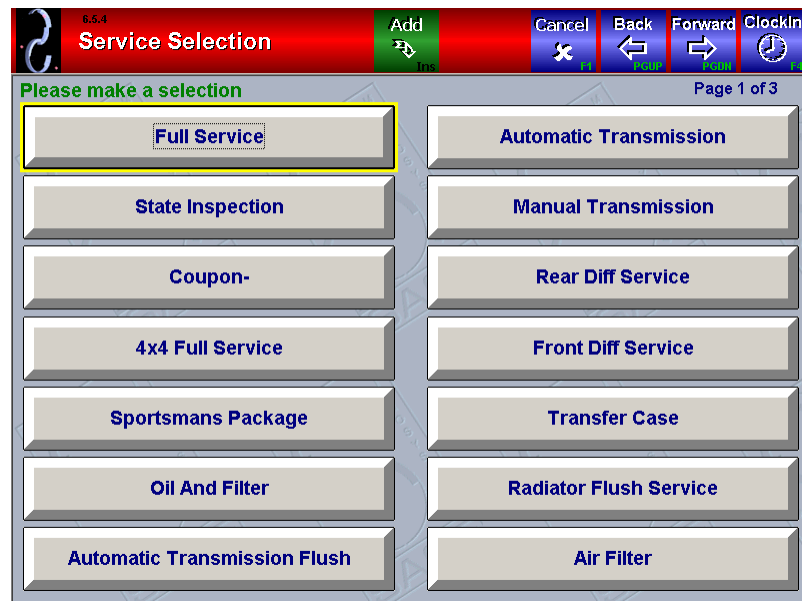 6.5.4
Service Selection
Add
Ins
Cancel
F1
Back
PGUP
Forward
PGDN
ClockIn
F4
Please make a selection
Page 1 of 3
Full Service
Automatic Transmission
State Inspection
Manual Transmission
Coupon-
Rear Diff Service
4x4 Full Service
Front Diff Service
Sportsmans Package
Transfer Case
Oil And Filter
Radiator Flush Service
Automatic Transmission Flush
Air Filter